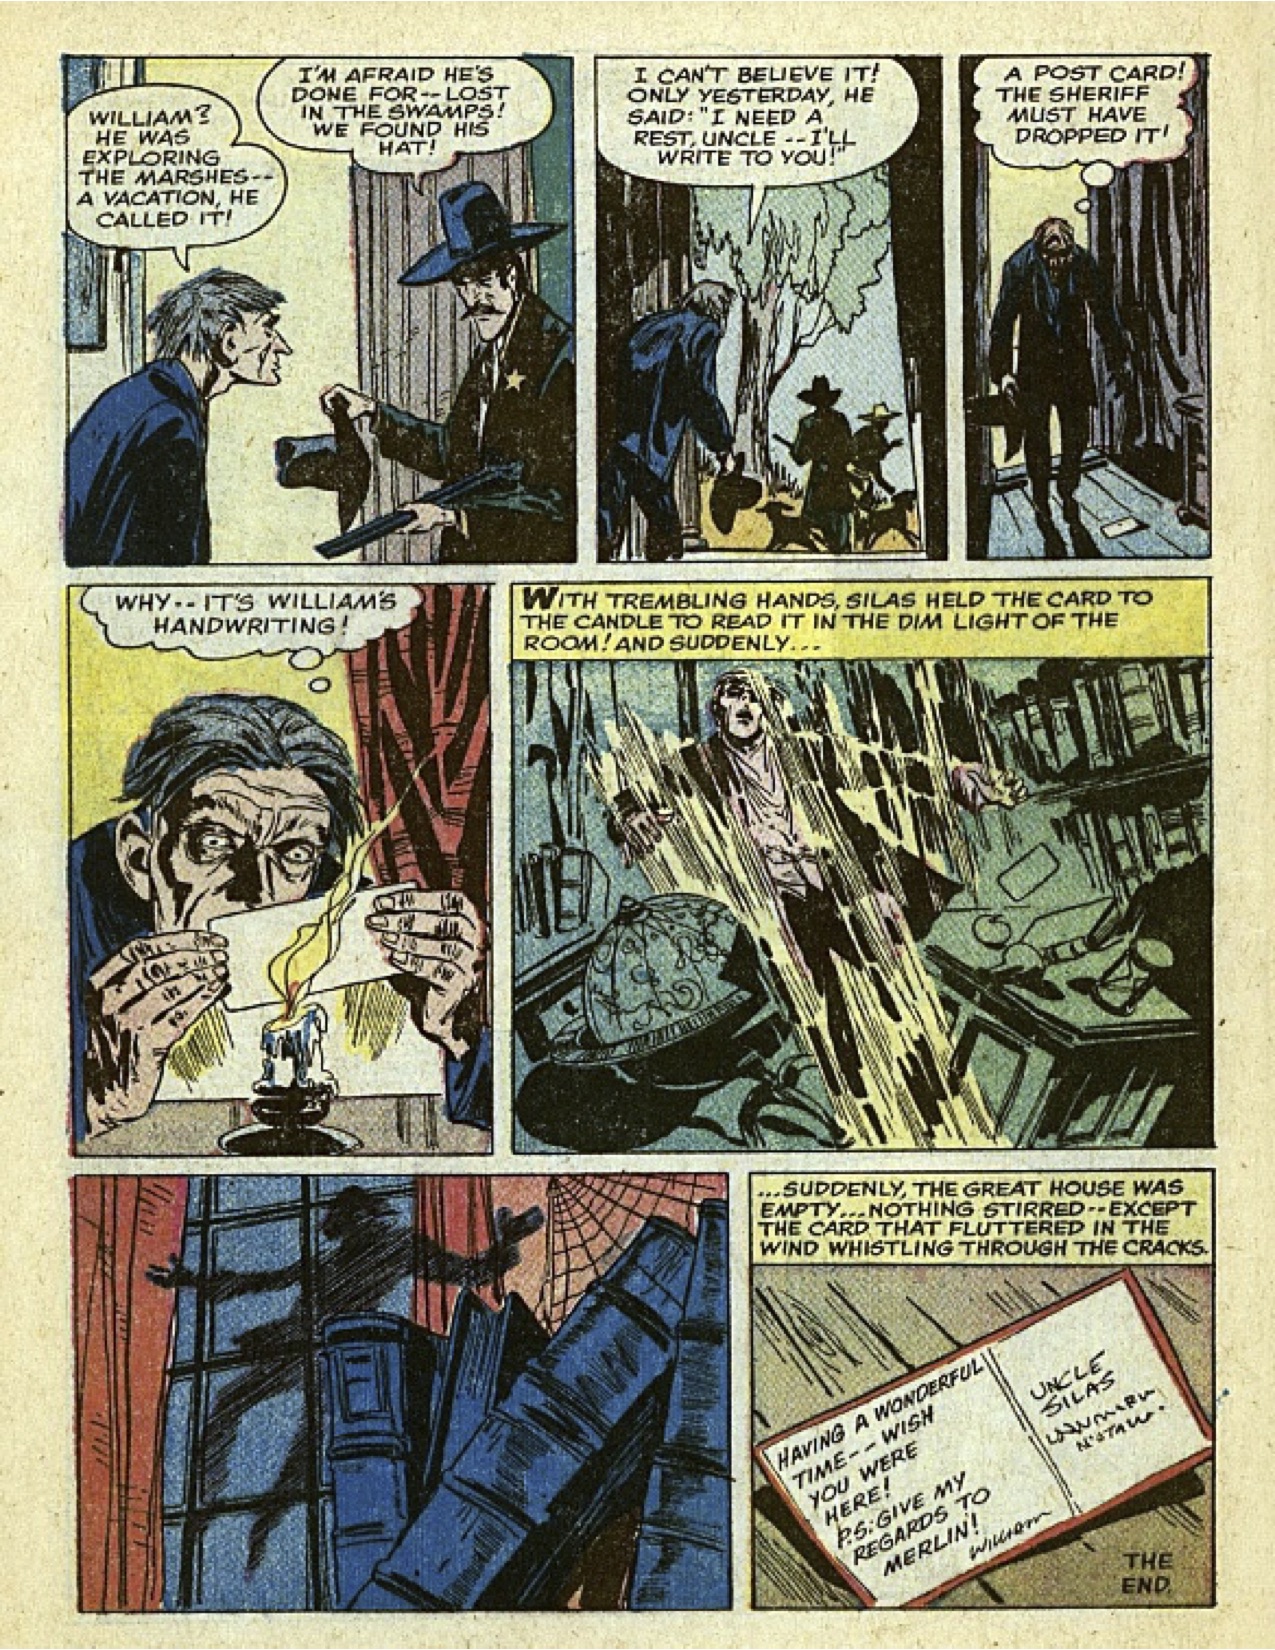 WILLIAM?
HE WAS
EXPLORING
THE MARSHES--
A VACATION, HE
CALLED IT!
I'M AFRAID HE'S
DONE FOR--LOST
IN THE SWAMPS!
WE FOUND HIS
HAT!
I CAN'T BELIEVE IT!
ONLY YESTERDAY, HE
SAID: "I NEED A
REST, UNCLE --I'LL
WRITE TO YOU!"
A POST CARD!
THE SHERIFF
MUST HAVE
DROPPED IT!
WHY-- IT'S WILLIAM'S
HANDWRITING!
WITH TREMBLING HANDS, SILAS HELD THE CARD TO
THE CANDLE TO READ IT IN THE DIM LIGHT OF THE
ROOM! AND SUDDENLY...
...SUDDENLY, THE GREAT HOUSE WAS
EMPTY...NOTHING STIRRED--EXCEPT
THE CARD THAT FLUTTERED IN THE
WIND WHISTLING THROUGH THE CRACKS.
HAVING A WONDERFUL
TIME-- WISH
YOU WERE
HERE!
P.S: GIVE MY
REGARDS TO
MERLIN!
WILLIAM
UNCLE
SILAS
THE
END.